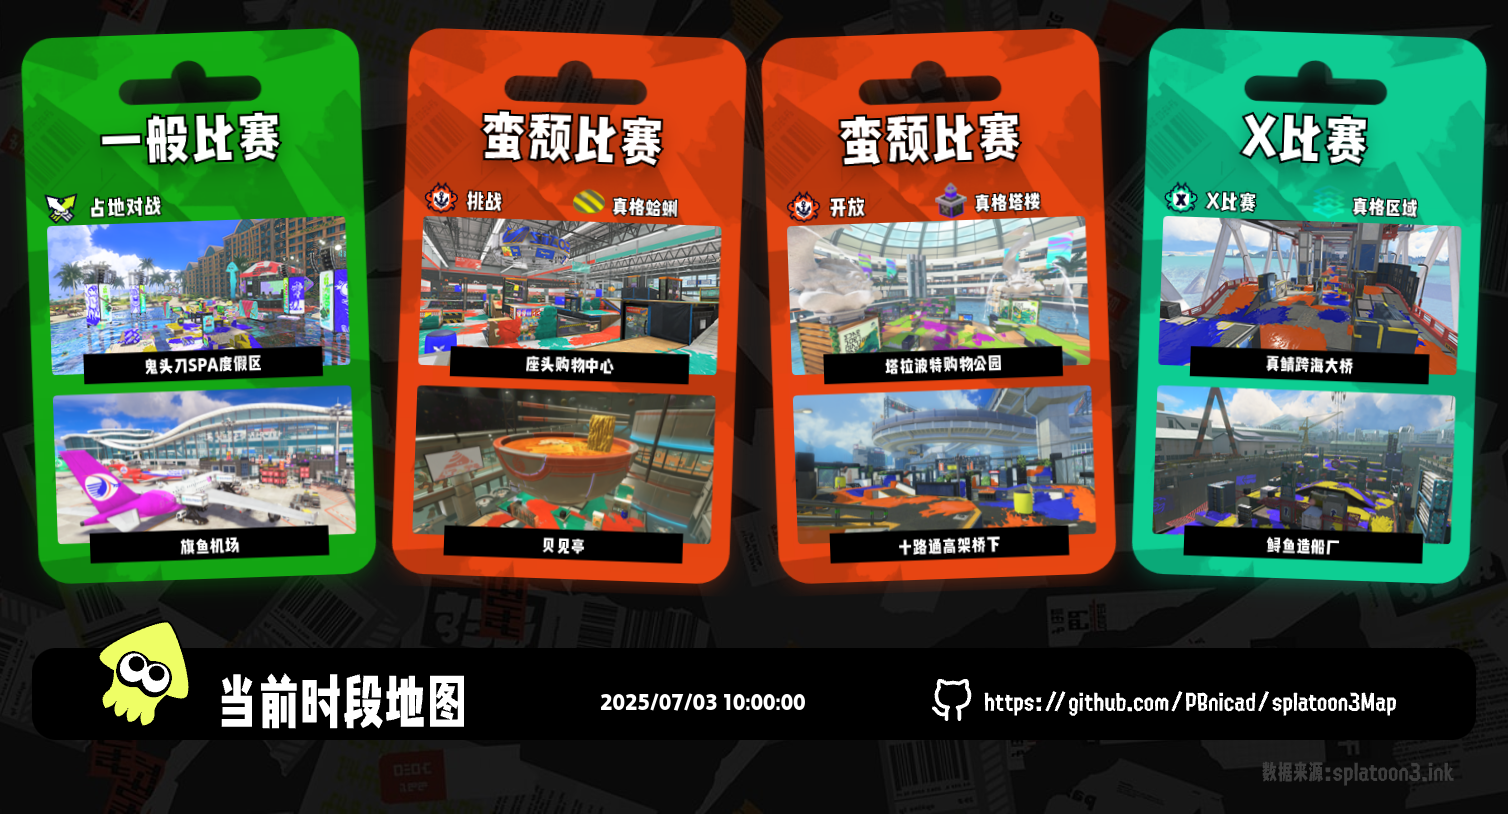 一般比赛
占地对战
鬼头刀SPA度假区
旗鱼机场
蛮颓比赛
挑战
真格蛤蜊
座头购物中心
贝见亭
蛮颓比赛
开放
真格塔楼
塔拉波特购物公园
十路通高架桥下
X比赛
X比赛
真格区域
真鲭跨海大桥
鲟鱼造船厂
当前时段地图
2025/07/03 10:00:00
https://github.com/PBnicad/splatoon3Map
数据来源:splatoon3.ink